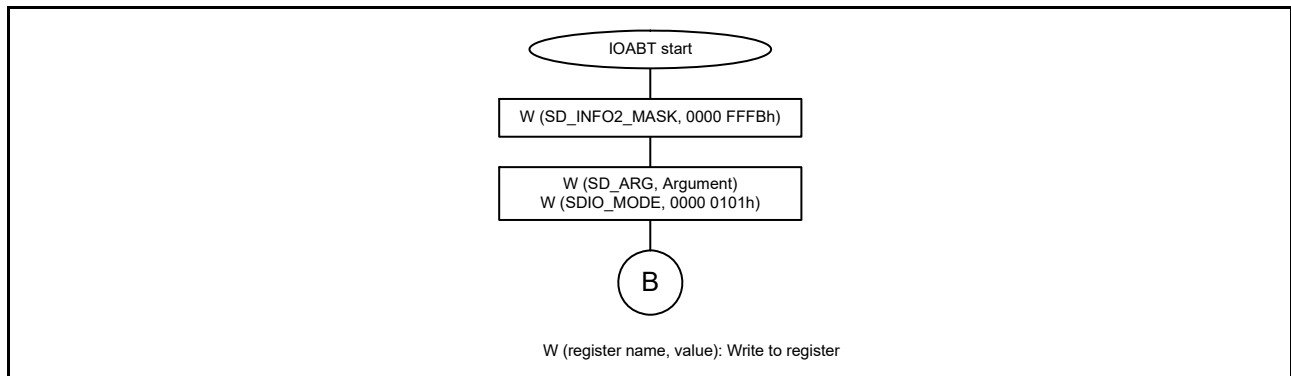 IOABT start
W (SD_INFO2_MASK, 0000 FFFBh)
W (SD_ARG, Argument)
W (SDIO_MODE, 0000 0101h)
B
W (register name, value): Write to register